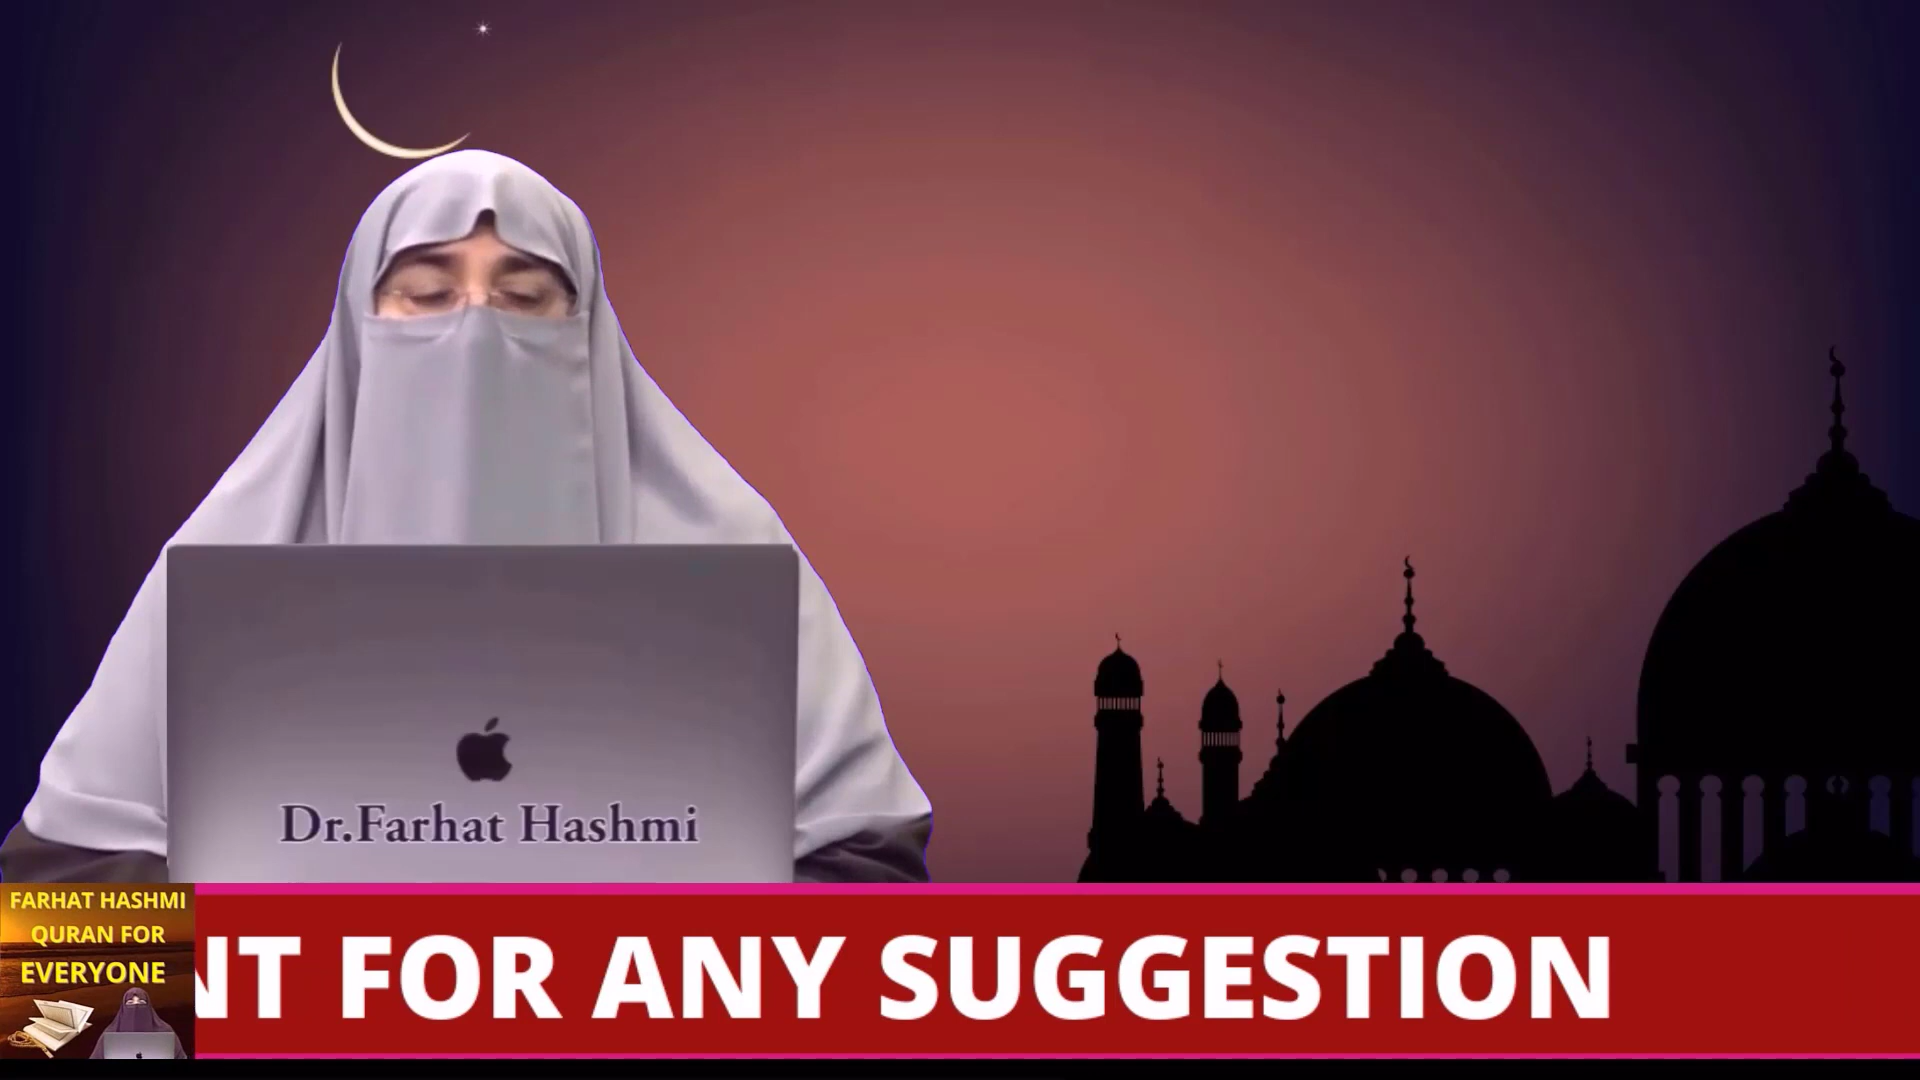 Dr.Farhat Hashmi
FARHAT HASHMI
QURAN FOR
EVERYONE
NT FOR ANY SUGGESTION